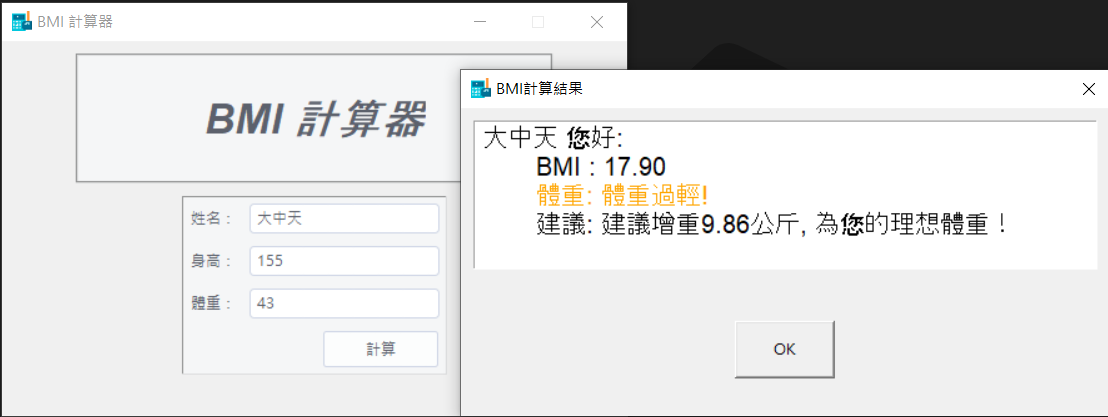 BMI 計算器
BMI 計算器
姓名： 大中天
身高： 155
體重： 43
計算
BMI計算結果
大中天 您好:
BMI : 17.90
體重: 體重過輕!
建議: 建議增重9.86公斤, 為您的理想體重！
OK